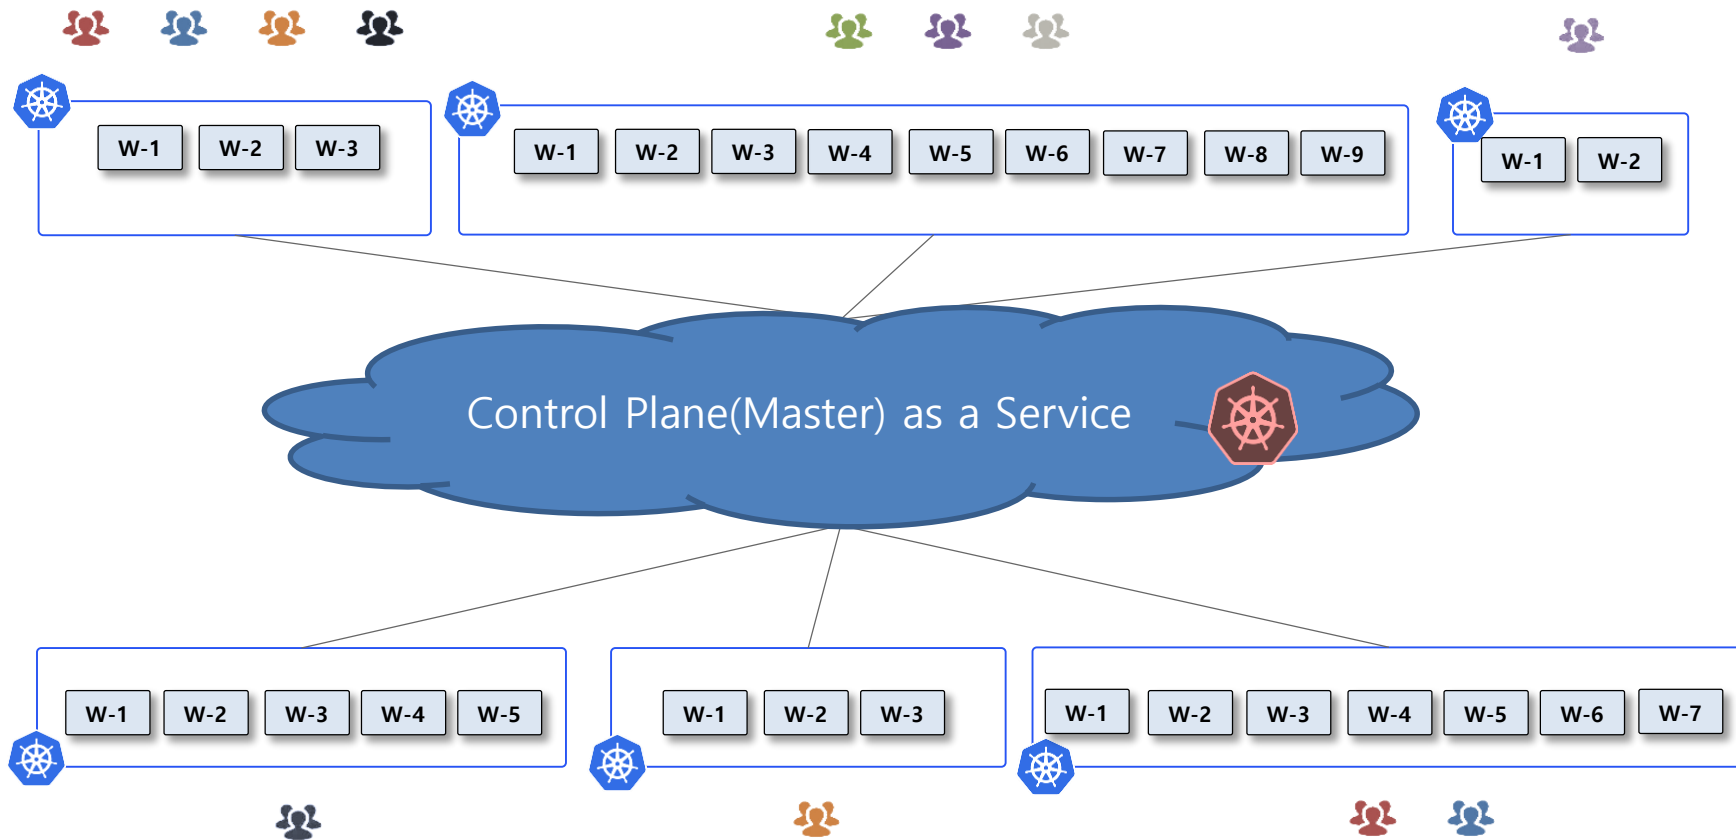 W-1 W-2 W-3
W-1 W-2 W-3 W-4 W-5 W-6 W-7 W-8 W-9
W-1 W-2
Control Plane(Master) as a Service
W-1 W-2 W-3 W-4 W-5
W-1 W-2 W-3
W-1 W-2 W-3 W-4 W-5 W-6 W-7